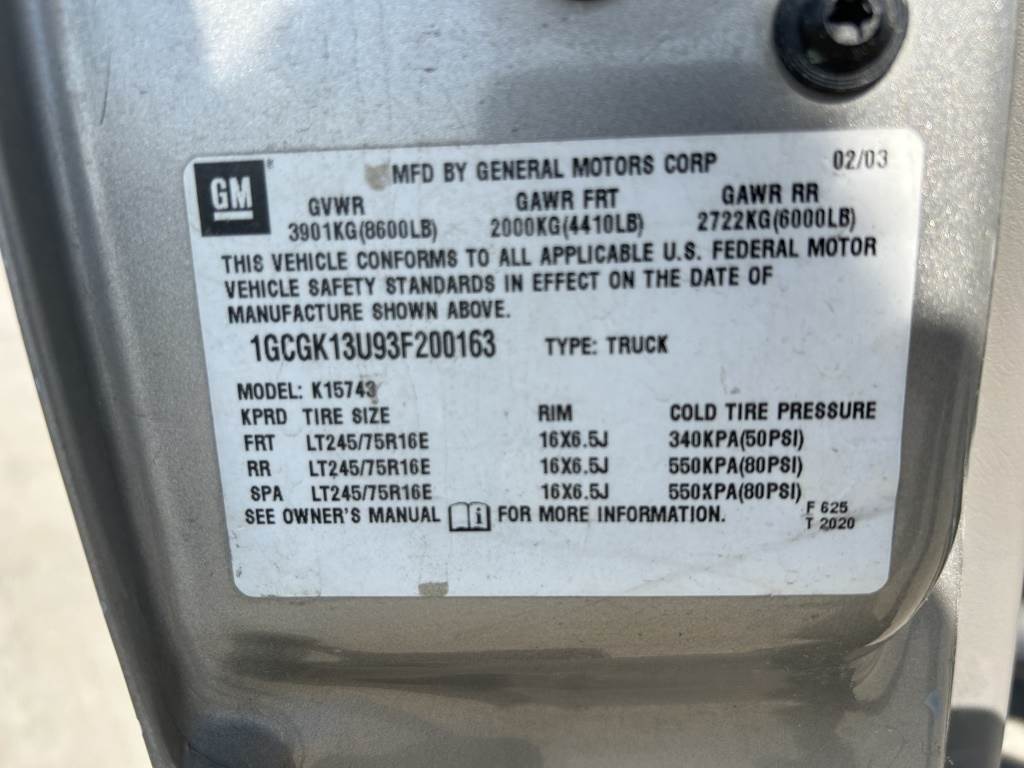 GM ® MFD BY GENERAL MOTORS CORP 02/03
GVWR GAWR FRT GAWR RR
3901KG(8600LB) 2000KG(4410LB) 2722KG(6000LB)
THIS VEHICLE CONFORMS TO ALL APPLICABLE U.S. FEDERAL MOTOR
VEHICLE SAFETY STANDARDS IN EFFECT ON THE DATE OF
MANUFACTURE SHOWN ABOVE.
1GCGK13U93F200163 TYPE: TRUCK
MODEL: K15743
KPRD TIRE SIZE RIM COLD TIRE PRESSURE
FRT LT245/75R16E 16X6.5J 340KPA(50PSI)
RR LT245/75R16E 16X6.5J 550KPA(80PSI)
SPA LT245/75R16E 16X6.5J 550KPA(80PSI)
SEE OWNER'S MANUAL i FOR MORE INFORMATION. F 625
T 2020